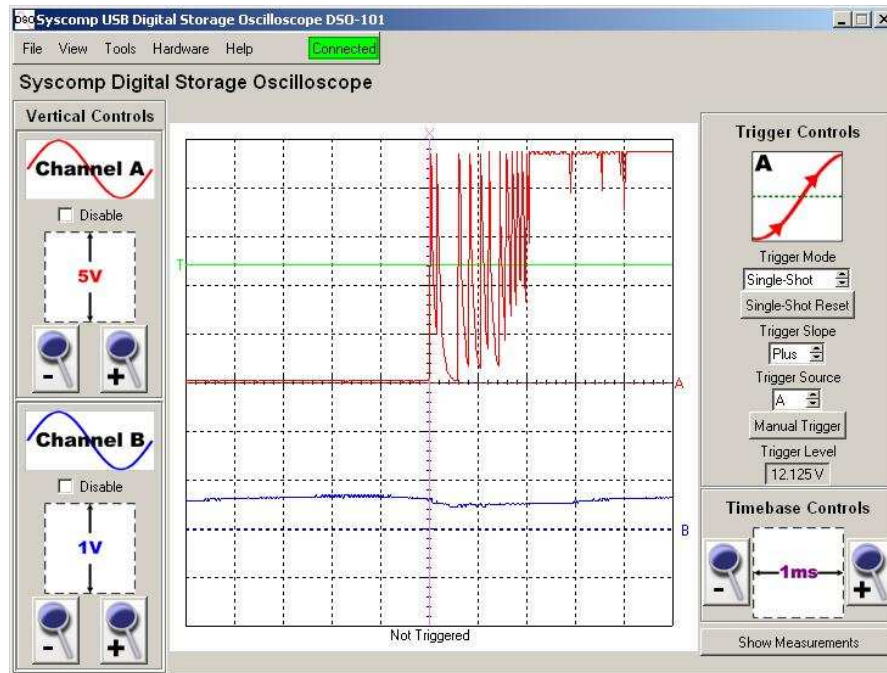 DSO Syscomp USB Digital Storage Oscilloscope DSO-101
File View Tools Hardware Help Connected
Syscomp Digital Storage Oscilloscope
Vertical Controls
Channel A
Disable
5V
- +
Channel B
Disable
1V
- +
X
T
A
B
Not Triggered
Trigger Controls
A
Trigger Mode
Single-Shot
Single-Shot Reset
Trigger Slope
Plus
Trigger Source
A
Manual Trigger
Trigger Level
12.125 V
Timebase Controls
1ms
- +
Show Measurements